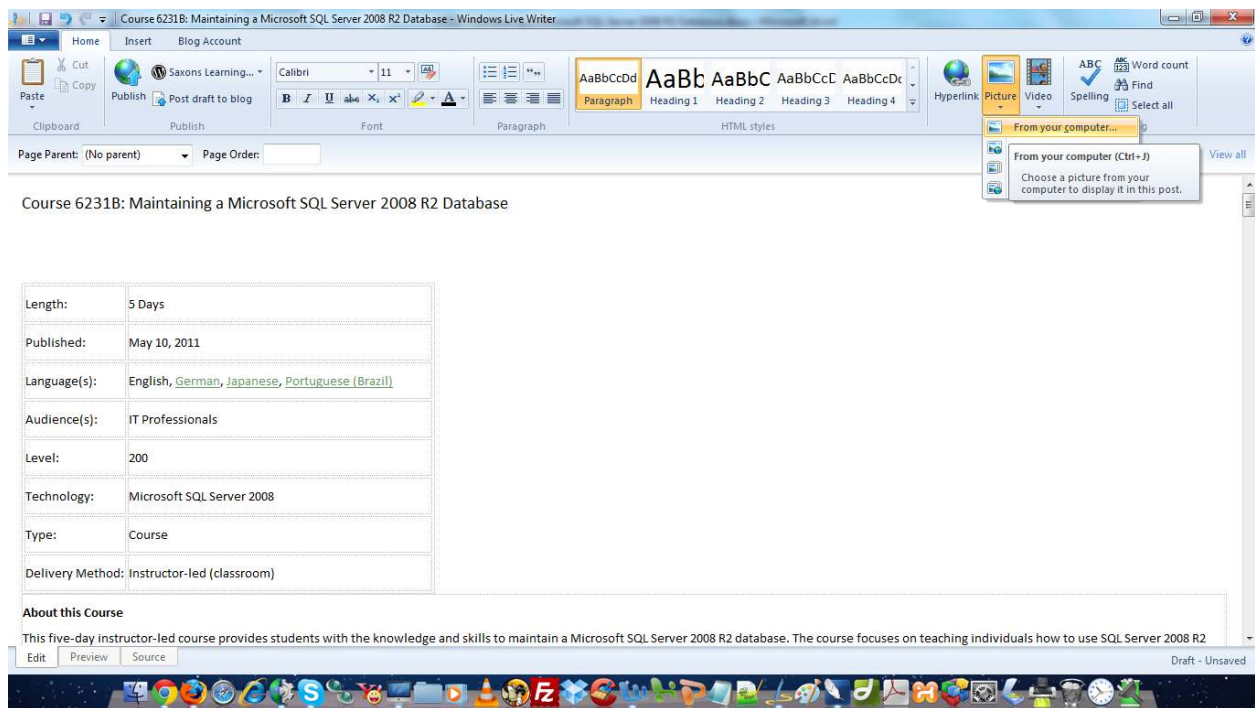 Course 6231B: Maintaining a Microsoft SQL Server 2008 R2 Database - Windows Live Writer
Home Insert Blog Account
Cut
Copy
Paste
Clipboard
Saxons Learning...
Publish
Post draft to blog
Publish
Calibri 11
B I U abc X₂ x² A
Font
Paragraph
AaBbCcDd AaBb AaBbC AaBbCcD AaBbCcDc
Paragraph Heading 1 Heading 2 Heading 3 Heading 4
HTML styles
Hyperlink Picture Video
ABC
Spelling
123
Word count
Find
Select all
From your computer...
From your computer (Ctrl+J)
Choose a picture from your
computer to display it in this post.
Page Parent: (No parent) Page Order:
View all
Course 6231B: Maintaining a Microsoft SQL Server 2008 R2 Database
Length: 5 Days
Published: May 10, 2011
Language(s): English, German, Japanese, Portuguese (Brazil)
Audience(s): IT Professionals
Level: 200
Technology: Microsoft SQL Server 2008
Type: Course
Delivery Method: Instructor-led (classroom)
About this Course
This five-day instructor-led course provides students with the knowledge and skills to maintain a Microsoft SQL Server 2008 R2 database. The course focuses on teaching individuals how to use SQL Server 2008 R2
Edit Preview Source
Draft - Unsaved